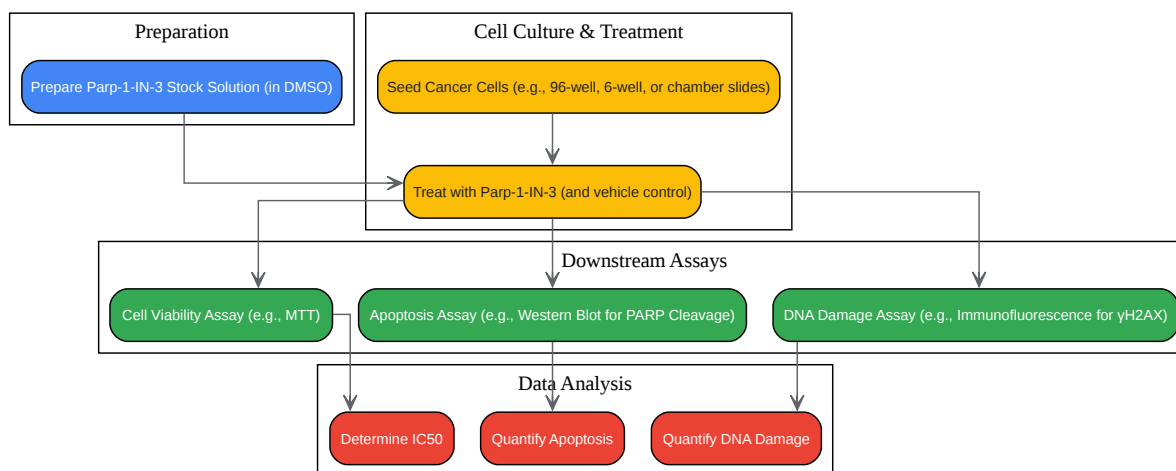 Preparation
Cell Culture & Treatment
Prepare Parp-1-IN-3 Stock Solution (in DMSO)
Seed Cancer Cells (e.g., 96-well, 6-well, or chamber slides)
Treat with Parp-1-IN-3 (and vehicle control)
Downstream Assays
Cell Viability Assay (e.g., MTT)
Apoptosis Assay (e.g., Western Blot for PARP Cleavage)
DNA Damage Assay (e.g., Immunofluorescence for γH2AX)
Data Analysis
Determine IC50
Quantify Apoptosis
Quantify DNA Damage